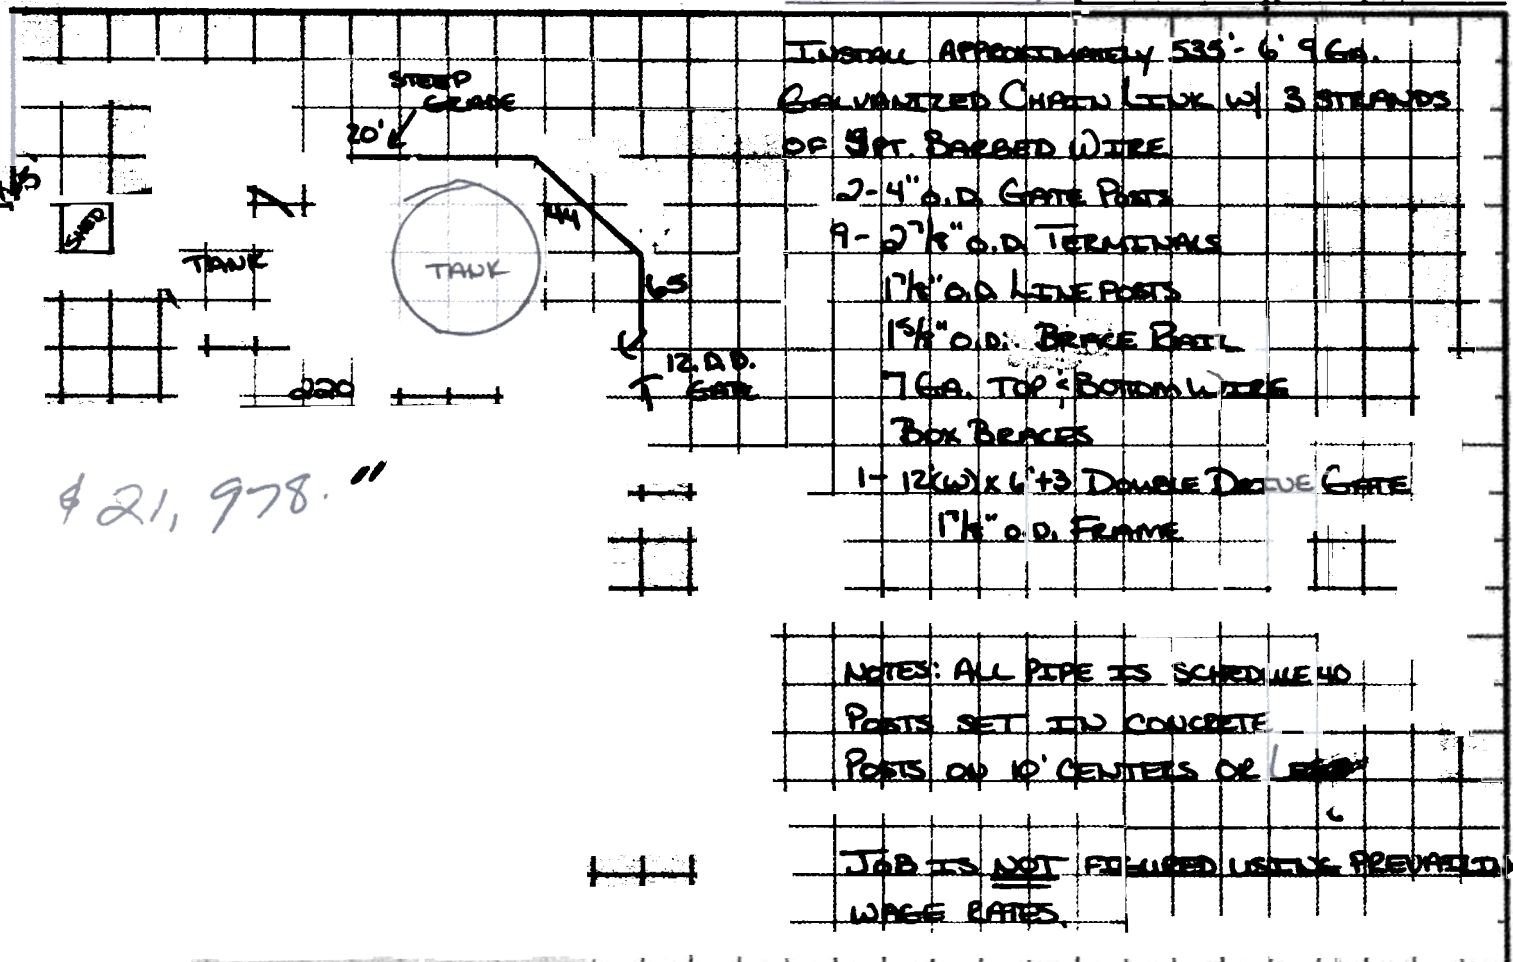 STEEP
GRADE
20'
SHED
44
TANK
TANK
65
12. D.D.
GATE
220
$21,978.
INSTALL APPROXIMATELY 535'- 6' 9 GA.
GALVANIZED CHAIN LINK W/ 3 STRANDS
OF PT. BARBED WIRE
2-4" O.D. GATE POSTS
9- 2 7/8" O.D. TERMINALS
1 7/8" O.D. LINE POSTS
1 5/8" O.D. BRACE RAIL
7 GA. TOP & BOTTOM WIRE
BOX BRACES
1- 12'(W) X 6'+3 DOUBLE DRIVE GATE
1 7/8" O.D. FRAME
NOTES: ALL PIPE IS SCHEDULE 40
POSTS SET IN CONCRETE
POSTS ON 10' CENTERS OR LESS
JOB IS NOT FIGURED USING PREVAILIN
WAGE RATES.